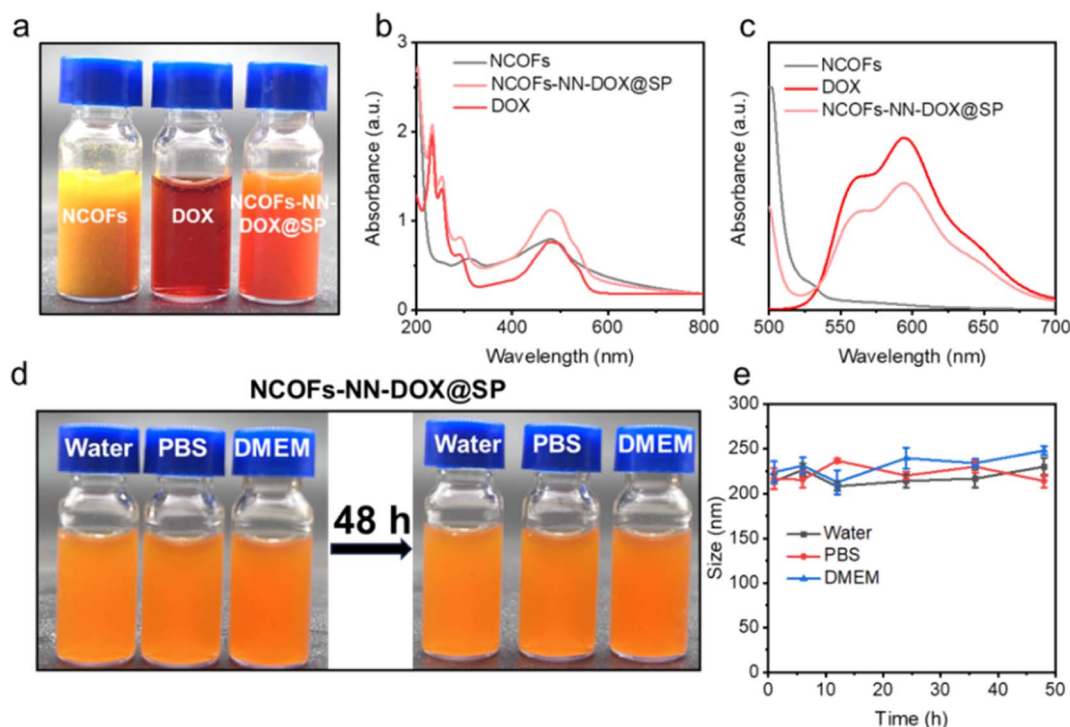 a
NCOFs
DOX
NCOFs-NN-
DOX@SP
b
Absorbance (a.u.)
3
2
1
0
NCOFs
NCOFs-NN-DOX@SP
DOX
200 400 600 800
Wavelength (nm)
c
Absorbance (a.u.)
NCOFs
DOX
NCOFs-NN-DOX@SP
500 550 600 650 700
Wavelength (nm)
d
NCOFs-NN-DOX@SP
Water PBS DMEM
48 h
Water PBS DMEM
e
Size (nm)
300
250
200
250
100
50
0
Water
PBS
DMEM
0 10 20 30 40 50
Time (h)